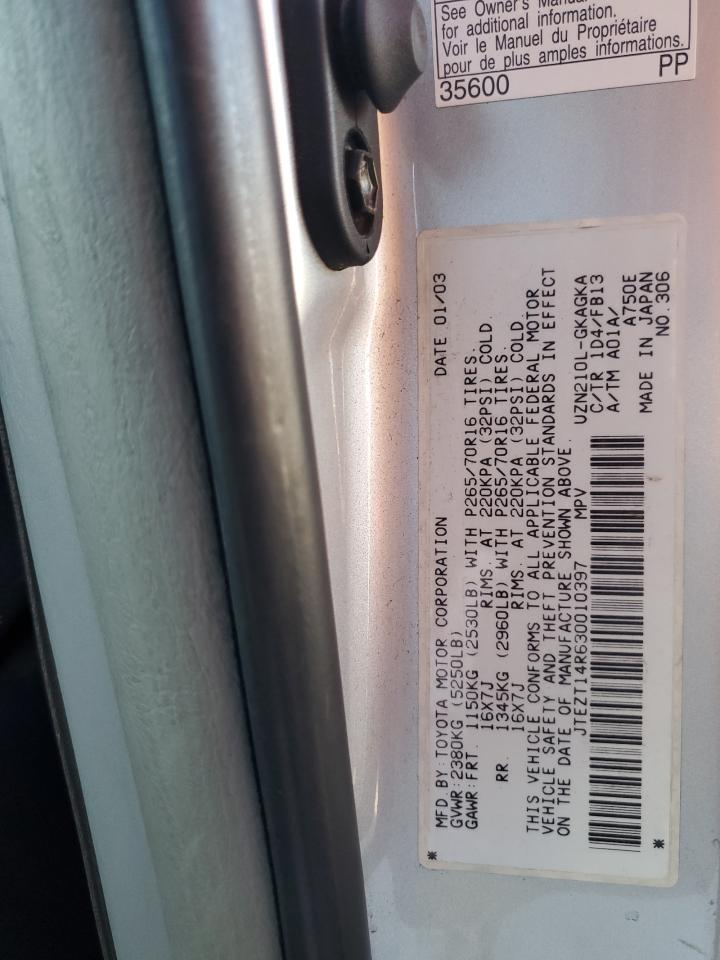 See Owner's Manual
for additional information.
Voir le Manuel du Propriétaire
pour de plus amples informations.
35600 PP
MFD. BY: TOYOTA MOTOR CORPORATION DATE 01/03
GVWR: 2380KG (5250LB)
GAWR: FRT. 1150KG (2530LB) WITH P265/70R16 TIRES.
16X7J RIMS. AT 220KPA (32PSI) COLD.
RR. 1345KG (2960LB) WITH P265/70R16 TIRES.
16X7J RIMS. AT 220KPA (32PSI) COLD
THIS VEHICLE CONFORMS TO ALL APPLICABLE FEDERAL MOTOR
VEHICLE SAFETY AND THEFT PREVENTION STANDARDS IN EFFECT
ON THE DATE OF MANUFACTURE SHOWN ABOVE.
JTEZT14R630010397 MPV UZN210L-GKAGKA
C/TR 1D4/FB13
A/TM A01A/
A750E
MADE IN JAPAN
NO.306